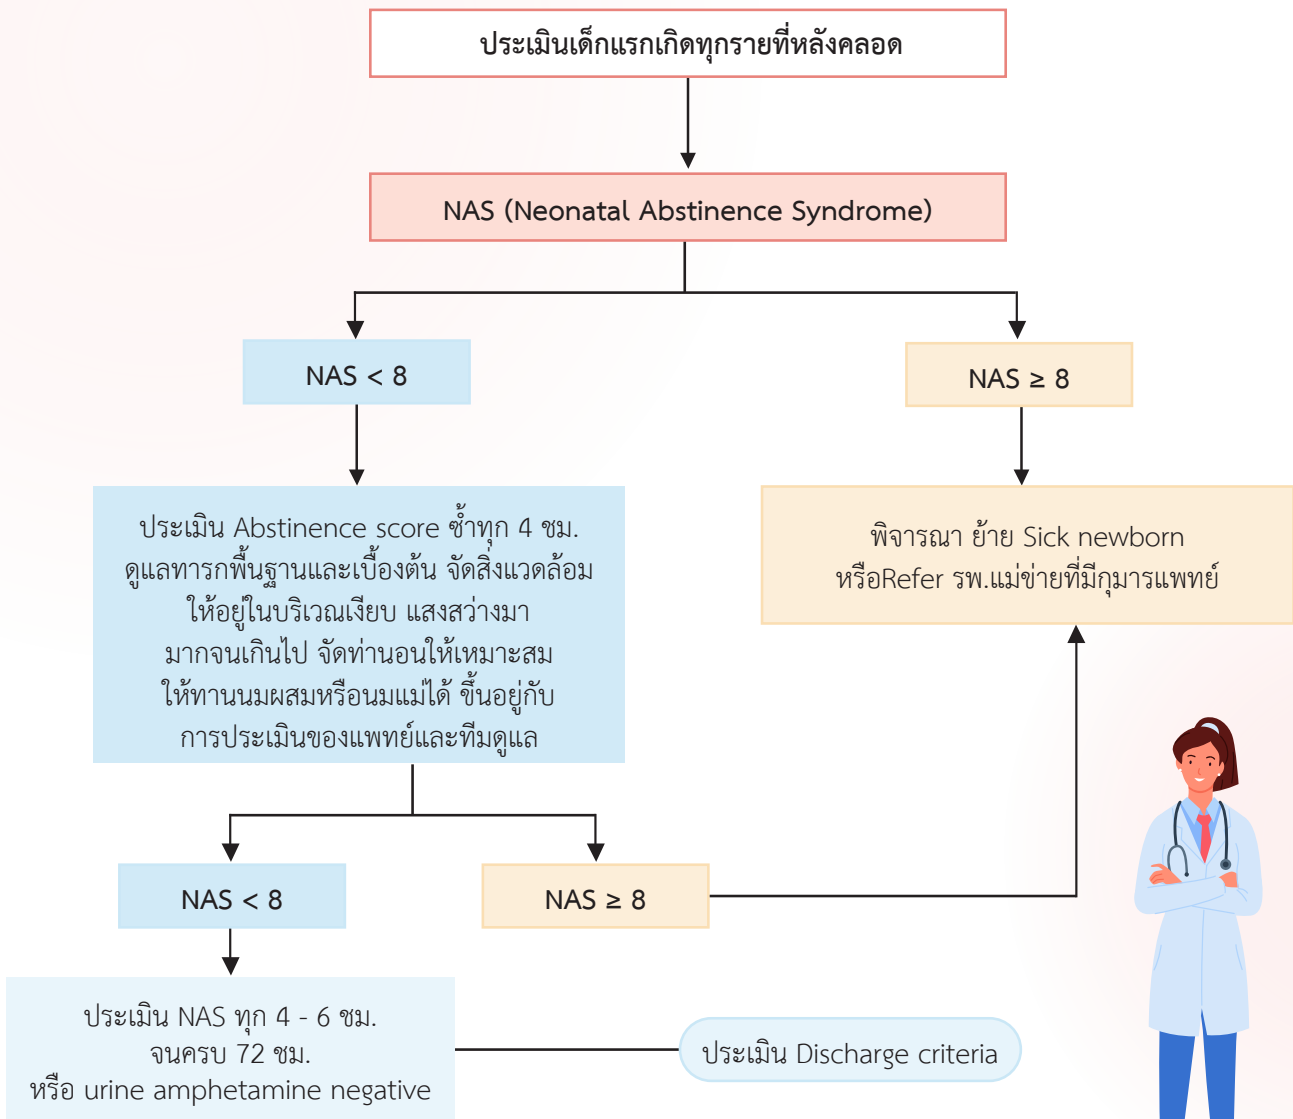 ประเมินเด็กแรกเกิดทุกรายที่หลังคลอด
NAS (Neonatal Abstinence Syndrome)
NAS < 8
NAS ≥ 8
ประเมิน Abstinence score ซ้ำทุก 4 ชม.
ดูแลทารกพื้นฐานและเบื้องต้น จัดสิ่งแวดล้อม
ให้อยู่ในบริเวณเงียบ แสงสว่างมา
มากจนเกินไป จัดท่านอนให้เหมาะสม
ให้ทานนมผสมหรือนมแม่ได้ ขึ้นอยู่กับ
การประเมินของแพทย์และทีมดูแล
พิจารณา ย้าย Sick newborn
หรือRefer รพ.แม่ข่ายที่มีกุมารแพทย์
NAS < 8
NAS ≥ 8
ประเมิน NAS ทุก 4 - 6 ชม.
จนครบ 72 ชม.
หรือ urine amphetamine negative
ประเมิน Discharge criteria